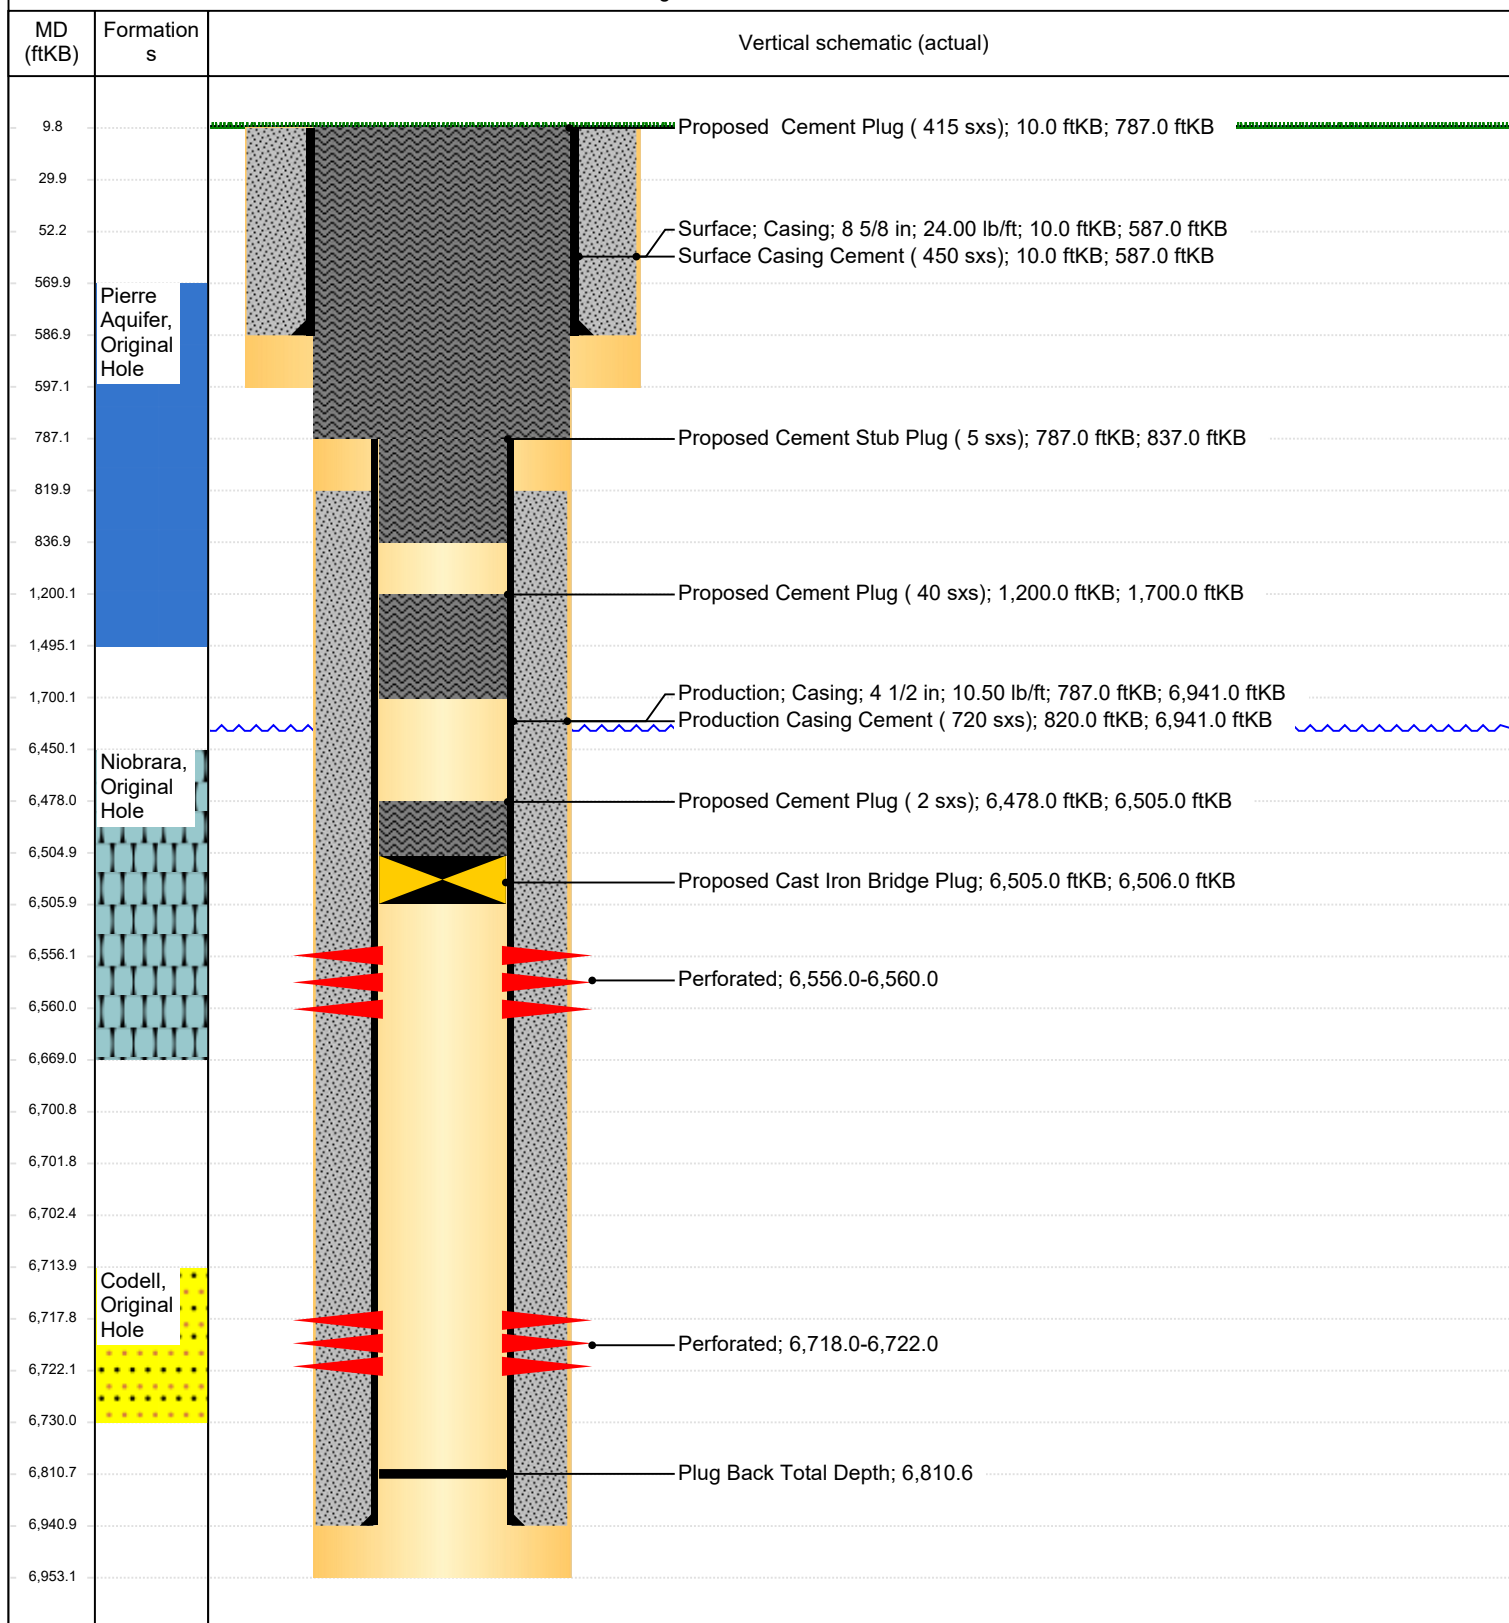 MD
(ftKB)
Formation
s
Vertical schematic (actual)
9.8
Proposed Cement Plug ( 415 sxs); 10.0 ftKB; 787.0 ftKB
29.9
52.2
Surface; Casing; 8 5/8 in; 24.00 lb/ft; 10.0 ftKB; 587.0 ftKB
Surface Casing Cement ( 450 sxs); 10.0 ftKB; 587.0 ftKB
569.9
Pierre
Aquifer,
Original
Hole
586.9
597.1
787.1
Proposed Cement Stub Plug ( 5 sxs); 787.0 ftKB; 837.0 ftKB
819.9
836.9
1,200.1
Proposed Cement Plug ( 40 sxs); 1,200.0 ftKB; 1,700.0 ftKB
1,495.1
1,700.1
Production; Casing; 4 1/2 in; 10.50 lb/ft; 787.0 ftKB; 6,941.0 ftKB
Production Casing Cement ( 720 sxs); 820.0 ftKB; 6,941.0 ftKB
6,450.1
Niobrara,
Original
Hole
6,478.0
Proposed Cement Plug ( 2 sxs); 6,478.0 ftKB; 6,505.0 ftKB
6,504.9
Proposed Cast Iron Bridge Plug; 6,505.0 ftKB; 6,506.0 ftKB
6,505.9
6,556.1
Perforated; 6,556.0-6,560.0
6,560.0
6,669.0
6,700.8
6,701.8
6,702.4
6,713.9
Codell,
Original
Hole
6,717.8
Perforated; 6,718.0-6,722.0
6,722.1
6,730.0
6,810.7
Plug Back Total Depth; 6,810.6
6,940.9
6,953.1